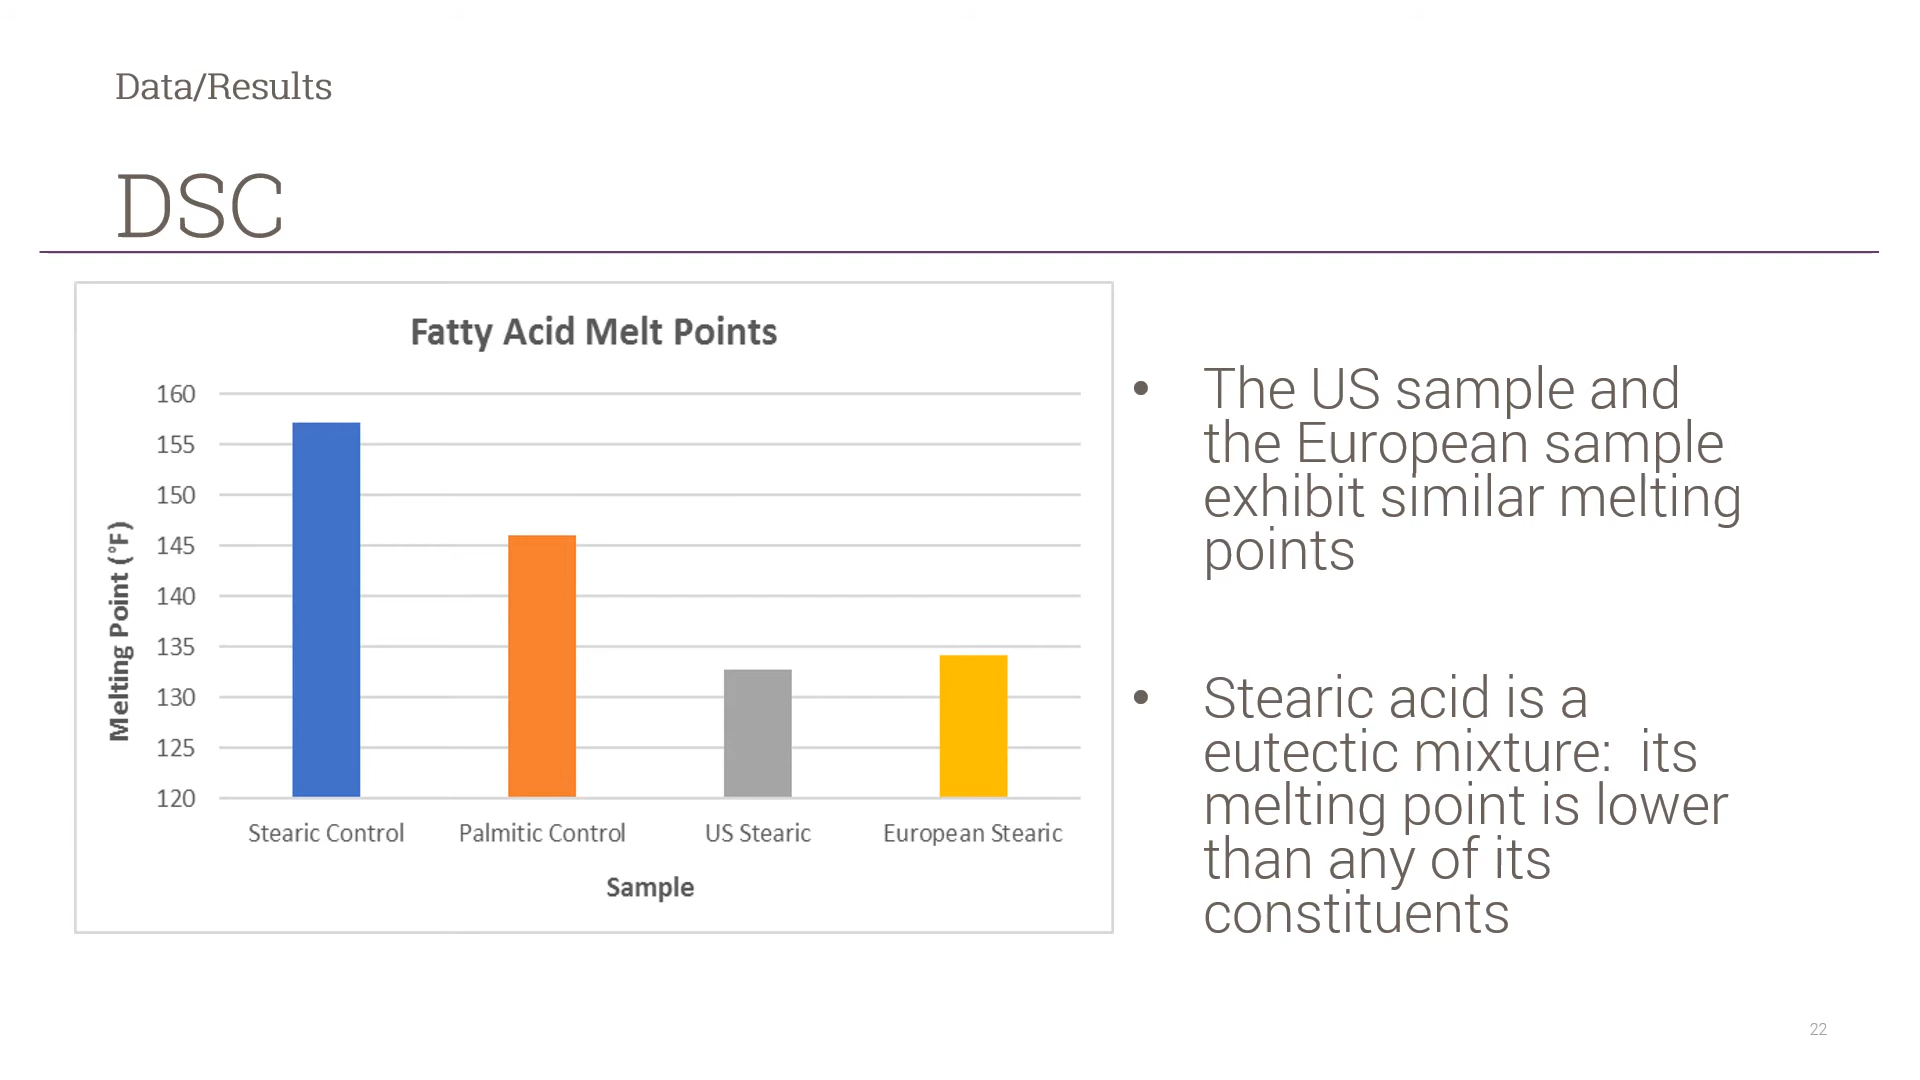 Data/Results
DSC
Fatty Acid Melt Points
160
155
150
145
140
135
130
125
120
Melting Point (°F)
Stearic Control
Palmitic Control
US Stearic
European Stearic
Sample
• The US sample and
the European sample
exhibit similar melting
points
• Stearic acid is a
eutectic mixture:  its
melting point is lower
than any of its
constituents
22